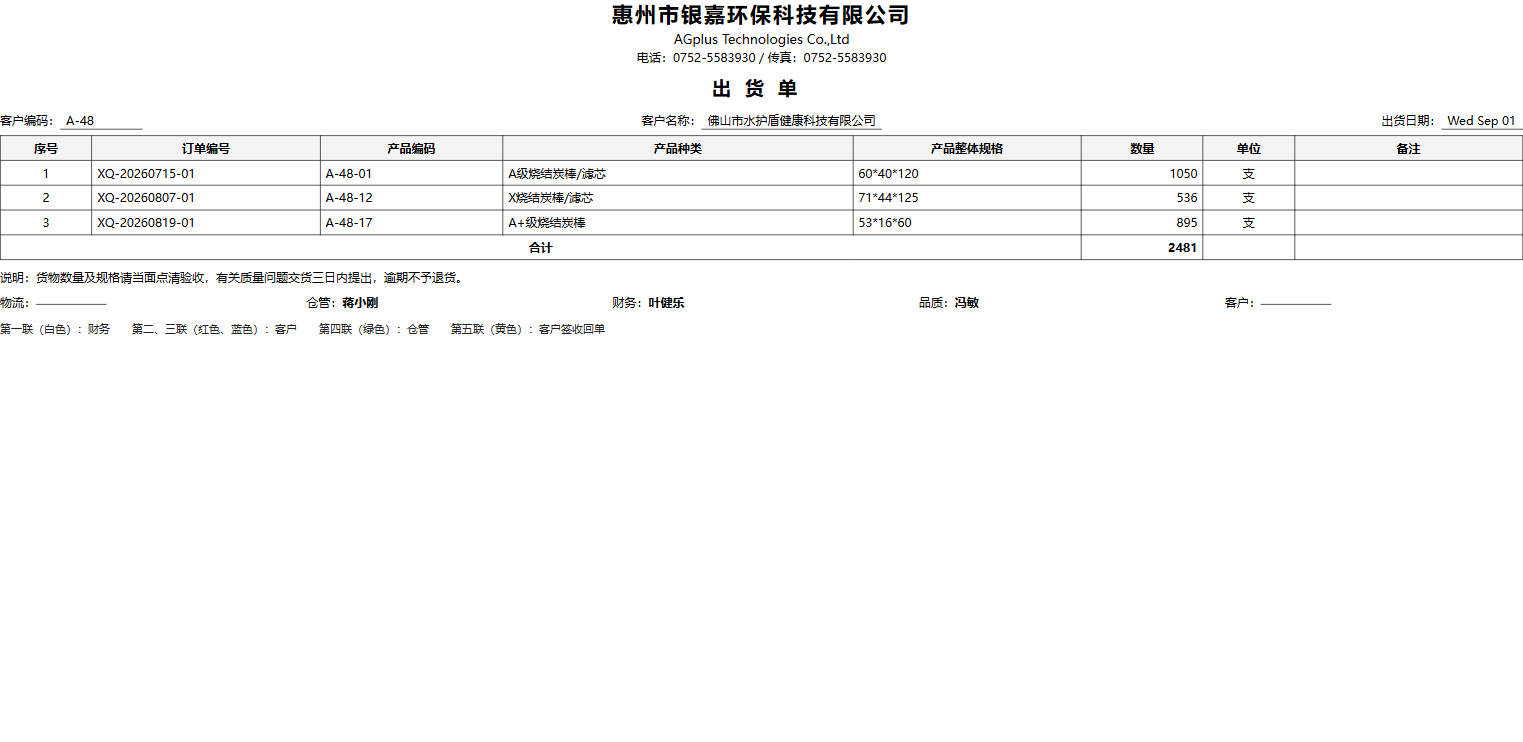 惠州市银嘉环保科技有限公司
AGplus Technologies Co.,Ltd
电话：0752-5583930 / 传真：0752-5583930
出 货 单
客户编码： A-48 客户名称： 佛山市水护盾健康科技有限公司 出货日期： Wed Sep 01
序号 订单编号 产品编码 产品种类 产品整体规格 数量 单位 备注
1 XQ-20260715-01 A-48-01 A级烧结炭棒/滤芯 60*40*120 1050 支
2 XQ-20260807-01 A-48-12 X烧结炭棒/滤芯 71*44*125 536 支
3 XQ-20260819-01 A-48-17 A+级烧结炭棒 53*16*60 895 支
合计 2481
说明：货物数量及规格请当面点清验收，有关质量问题交货三日内提出，逾期不予退货。
物流： 仓管：蒋小刚 财务：叶健乐 品质：冯敏 客户：
第一联（白色）：财务 第二、三联（红色、蓝色）：客户 第四联（绿色）：仓管 第五联（黄色）：客户签收回单